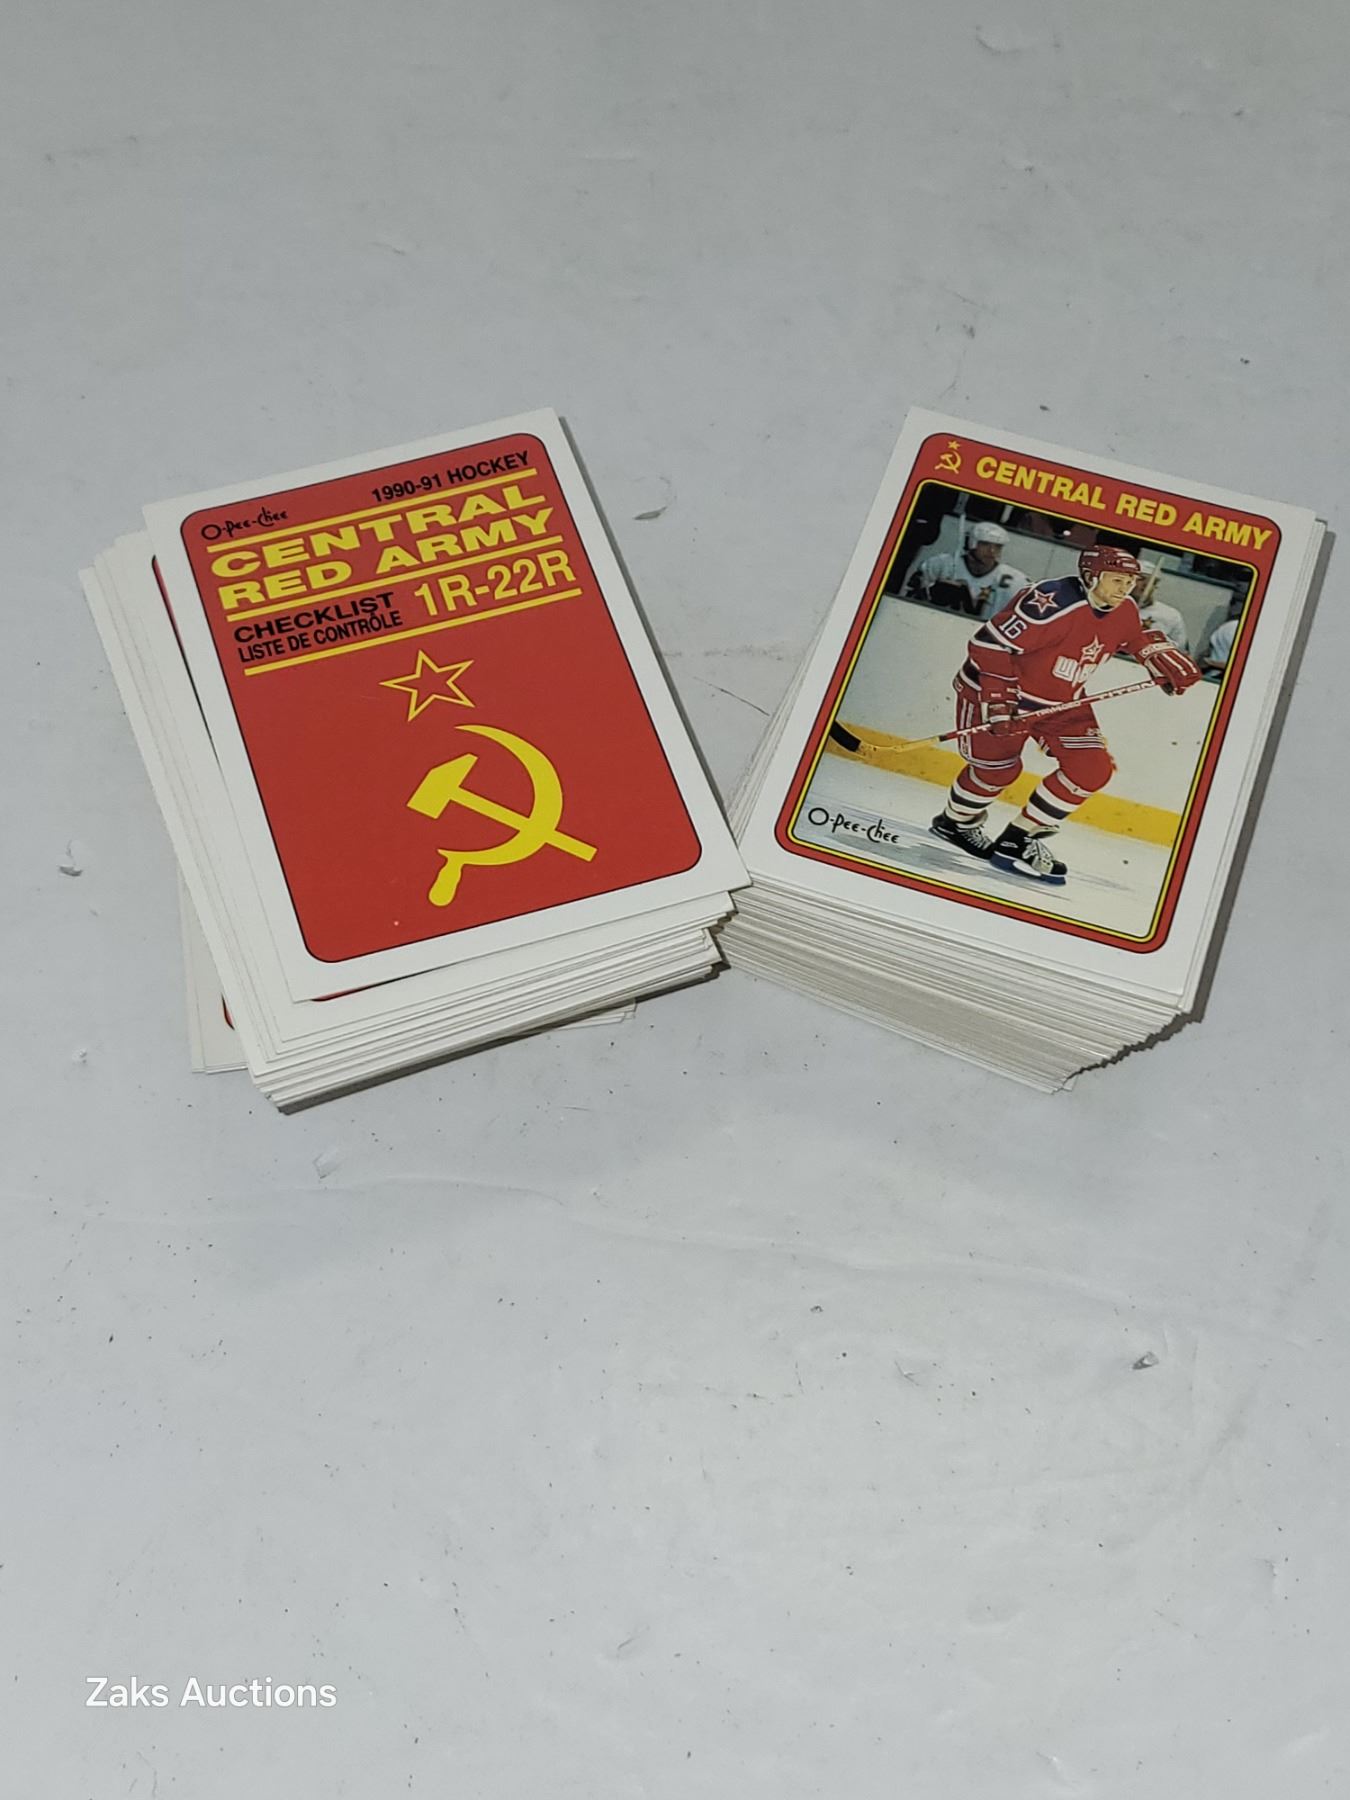 1990-91 HOCKEY
O-Pee-Chee
CENTRAL
RED ARMY
CHECKLIST
LISTE DE CONTRÔLE
1R-22R
CENTRAL RED ARMY
16
TITAN
O-Pee-Chee
Zaks Auctions